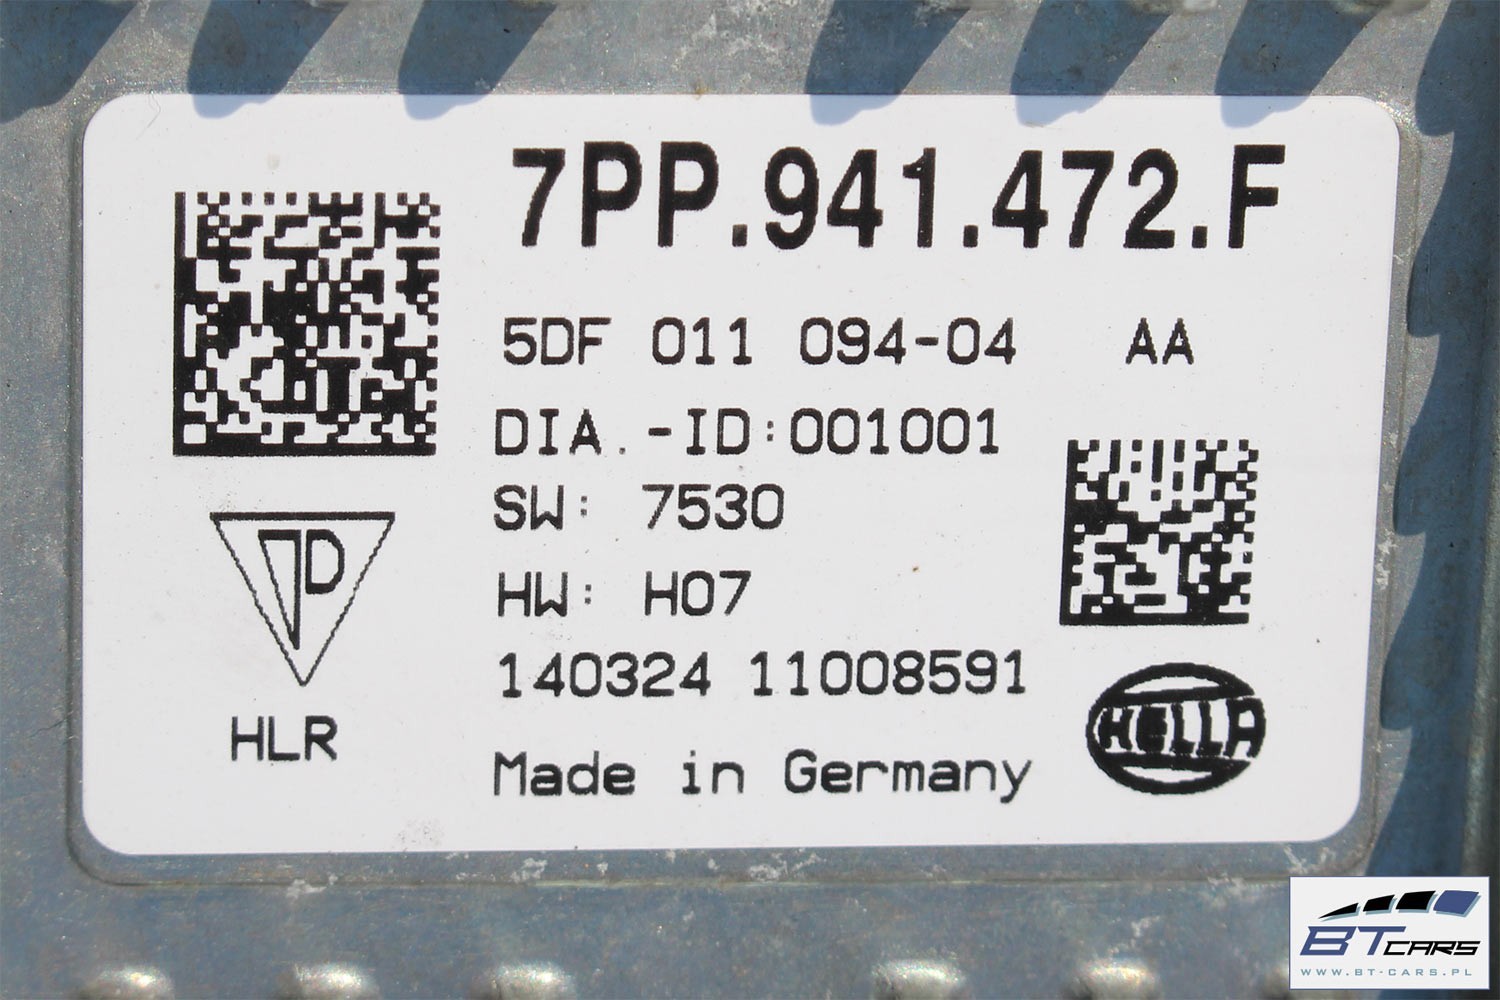 7PP.941.472.F
5DF 011 094-04 AA
DIA.-ID:001001
SW: 7530
HW: H07
140324 11008591
Made in Germany
HLR
HELLA
BT CARS
WWW.BT-CARS.PL